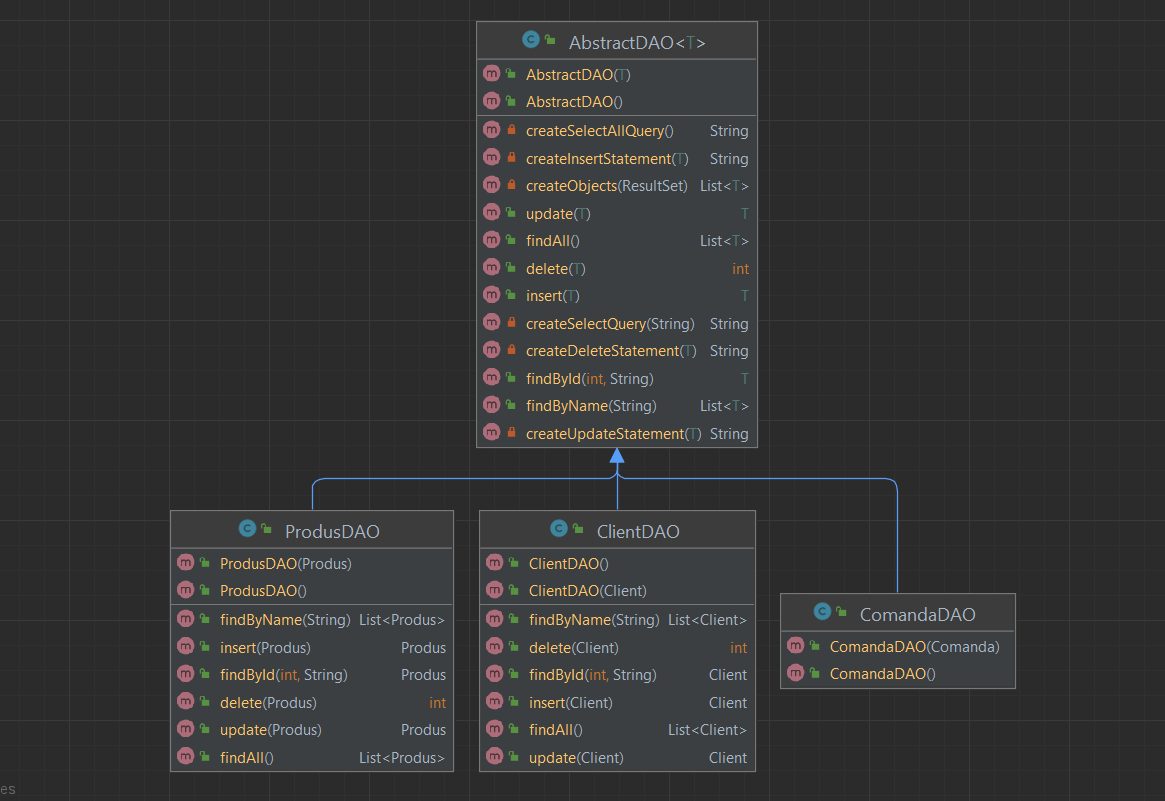 AbstractDAO<T>
AbstractDAO(T)
AbstractDAO()
createSelectAllQuery() String
createInsertStatement(T) String
createObjects(ResultSet) List<T>
update(T) T
findAll() List<T>
delete(T) int
insert(T) T
createSelectQuery(String) String
createDeleteStatement(T) String
findById(int, String) T
findByName(String) List<T>
createUpdateStatement(T) String
ProdusDAO
ProdusDAO(Produs)
ProdusDAO()
findByName(String) List<Produs>
insert(Produs) Produs
findById(int, String) Produs
delete(Produs) int
update(Produs) Produs
findAll() List<Produs>
ClientDAO
ClientDAO()
ClientDAO(Client)
findByName(String) List<Client>
delete(Client) int
findById(int, String) Client
insert(Client) Client
findAll() List<Client>
update(Client) Client
ComandaDAO
ComandaDAO(Comanda)
ComandaDAO()
es